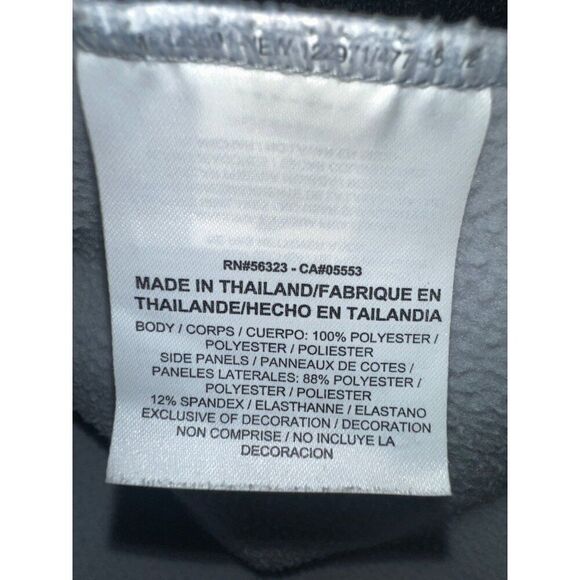 RN#56323 - CA#05553
MADE IN THAILAND/FABRIQUE EN
THAILANDE/HECHO EN TAILANDIA
BODY / CORPS / CUERPO: 100% POLYESTER /
POLYESTER / POLIESTER
SIDE PANELS / PANNEAUX DE COTES /
PANELES LATERALES: 88% POLYESTER /
POLYESTER / POLIESTER
12% SPANDEX / ELASTHANNE / ELASTANO
EXCLUSIVE OF DECORATION / DECORATION
NON COMPRISE / NO INCLUYE LA
DECORACION